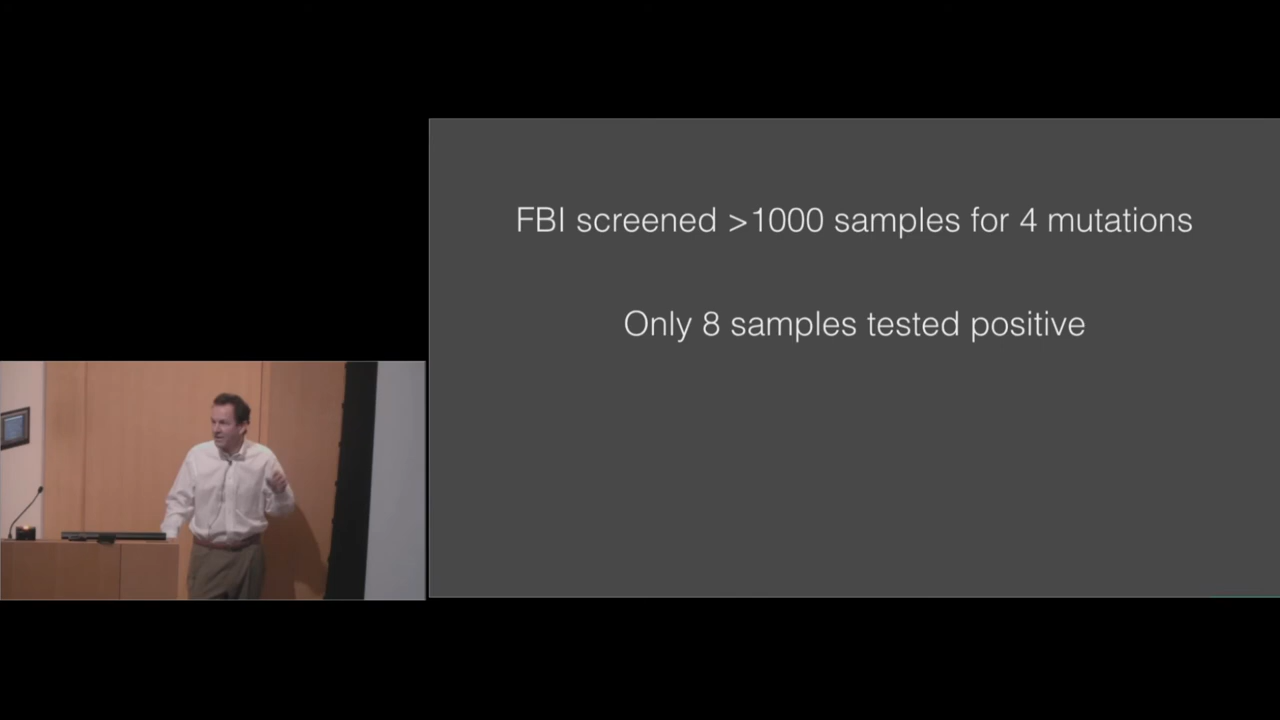 FBI screened >1000 samples for 4 mutations
Only 8 samples tested positive